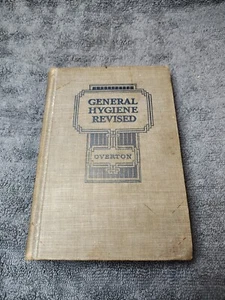 GENERAL
HYGIENE
REVISED
OVERTON